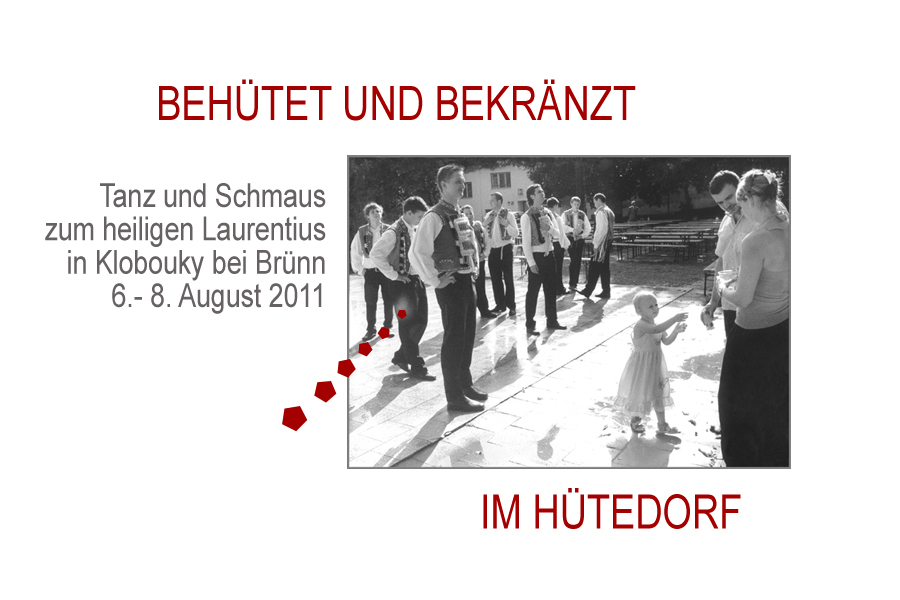 BEHÜTET UND BEKRÄNZT
Tanz und Schmaus
zum heiligen Laurentius
in Klobouky bei Brünn
6.- 8. August 2011
IM HÜTEDORF